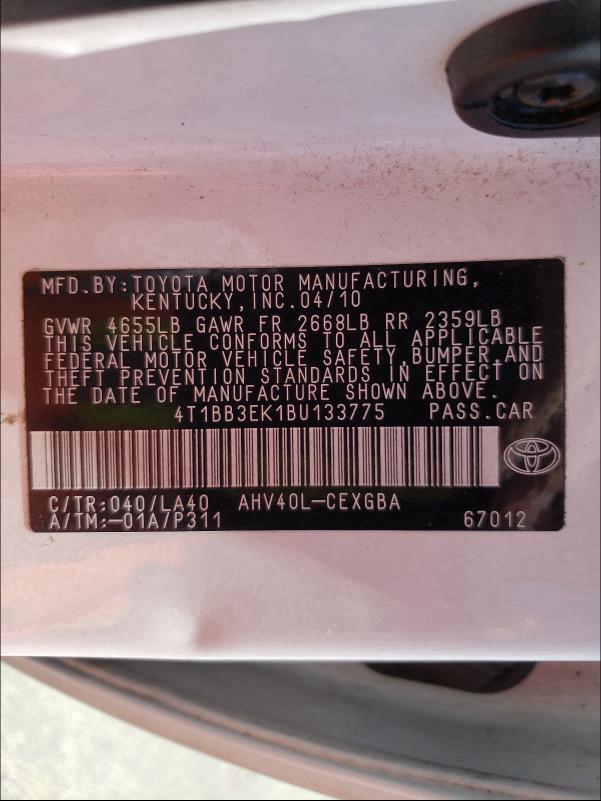 MFD.BY:TOYOTA MOTOR MANUFACTURING,
KENTUCKY,INC.04/10
GVWR 4655LB GAWR FR 2668LB RR 2359LB
THIS VEHICLE CONFORMS TO ALL APPLICABLE
FEDERAL MOTOR VEHICLE SAFETY,BUMPER,AND
THEFT PREVENTION STANDARDS IN EFFECT ON
THE DATE OF MANUFACTURE SHOWN ABOVE.
4T1BB3EK1BU133775 PASS.CAR
C/TR:040/LA40 AHV40L-CEXGBA
A/TM:-01A/P311 67012